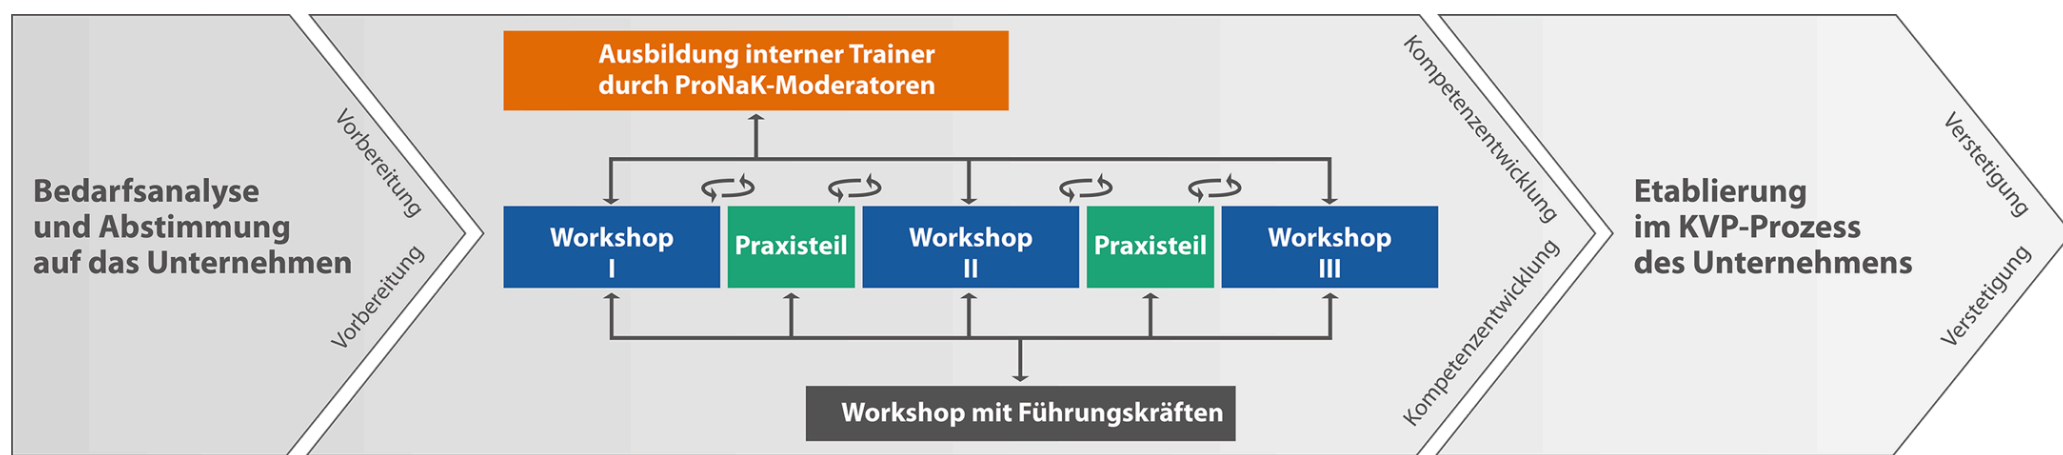 Bedarfsanalyse
und Abstimmung
auf das Unternehmen
Vorbereitung
Vorbereitung
Ausbildung interner Trainer
durch ProNaK-Moderatoren
Workshop
I
Praxisteil
Workshop
II
Praxisteil
Workshop
III
Workshop mit Führungskräften
Kompetenzentwicklung
Kompetenzentwicklung
Etablierung
im KVP-Prozess
des Unternehmens
Verstetigung
Verstetigung